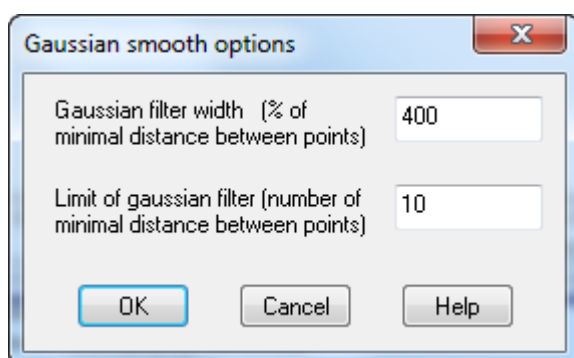 Gaussian smooth options
Gaussian filter width (% of
minimal distance between points)
400
Limit of gaussian filter (number of
minimal distance between points)
10
OK Cancel Help